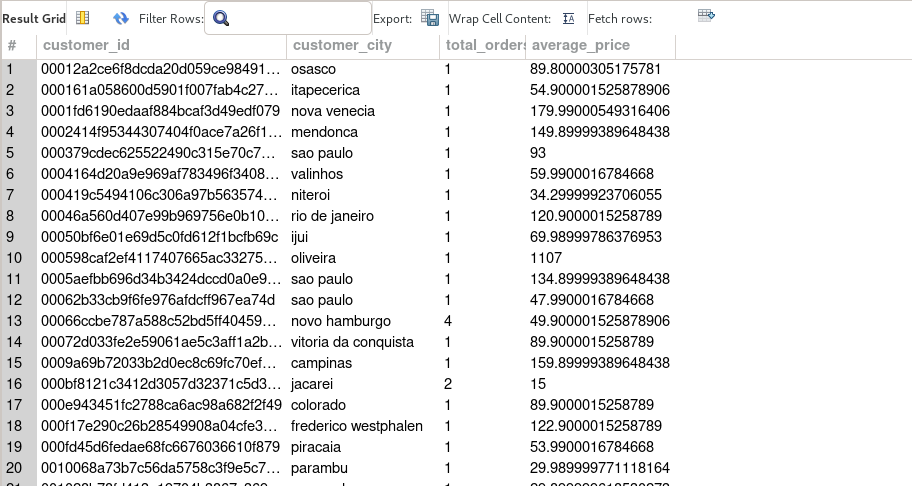 Result Grid Filter Rows: Export: Wrap Cell Content: Fetch rows:
# customer_id customer_city total_orders average_price
1 00012a2ce6f8dcda20d059ce98491... osasco 1 89.80000305175781
2 000161a058600d5901f007fab4c27... itapecerica 1 54.900001525878906
3 0001fd6190edaaf884bcaf3d49edf079 nova venecia 1 179.99000549316406
4 0002414f95344307404f0ace7a26f1... mendonca 1 149.89999389648438
5 000379cdec625522490c315e70c7... sao paulo 1 93
6 0004164d20a9e969af783496f3408... valinhos 1 59.9900016784668
7 000419c5494106c306a97b563574... niteroi 1 34.29999923706055
8 00046a560d407e99b969756e0b10... rio de janeiro 1 120.9000015258789
9 00050bf6e01e69d5c0fd612f1bcfb69c ijui 1 69.98999786376953
10 000598caf2ef4117407665ac33275... oliveira 1 1107
11 0005aefbb696d34b3424dccd0a0e9... sao paulo 1 134.89999389648438
12 00062b33cb9f6fe976afdcff967ea74d sao paulo 1 47.9900016784668
13 00066ccbe787a588c52bd5ff40459... novo hamburgo 4 49.900001525878906
14 00072d033fe2e59061ae5c3aff1a2b... vitoria da conquista 1 89.9000015258789
15 0009a69b72033b2d0ec8c69fc70ef... campinas 1 159.89999389648438
16 000bf8121c3412d3057d32371c5d3... jacarei 2 15
17 000e943451fc2788ca6ac98a682f2f49 colorado 1 89.9000015258789
18 000f17e290c26b28549908a04cfe3... frederico westphalen 1 122.9000015258789
19 000fd45d6fedae68fc6676036610f879 piracaia 1 53.9900016784668
20 0010068a73b7c56da5758c3f9e5c7... parambu 1 29.989999771118164